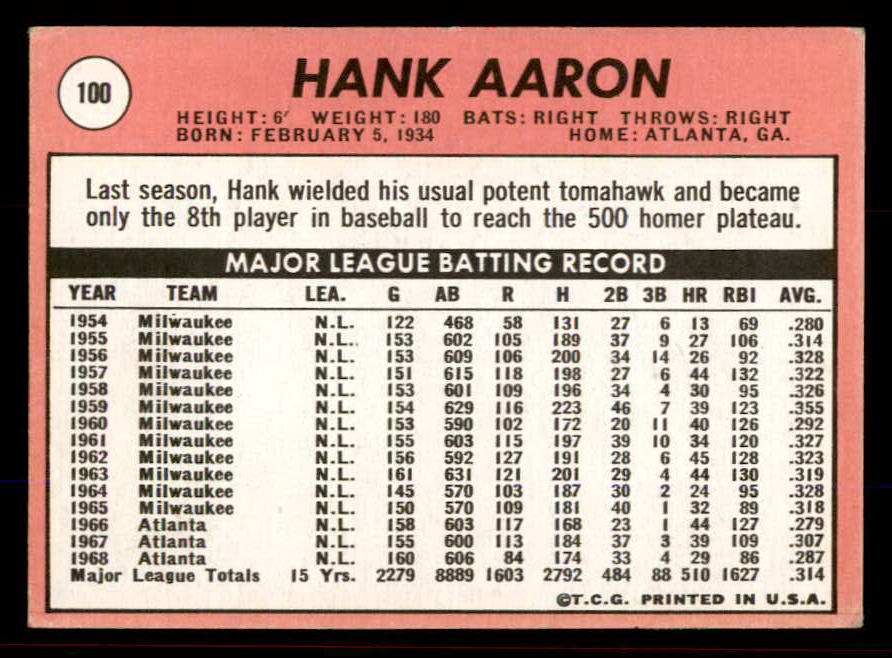 100
HANK AARON
HEIGHT: 6' WEIGHT: 180 BATS: RIGHT THROWS: RIGHT
BORN: FEBRUARY 5, 1934 HOME: ATLANTA, GA.
Last season, Hank wielded his usual potent tomahawk and became
only the 8th player in baseball to reach the 500 homer plateau.
MAJOR LEAGUE BATTING RECORD
YEAR TEAM LEA. G AB R H 2B 3B HR RBI AVG.
1954 Milwaukee N.L. 122 468 58 131 27 6 13 69 .280
1955 Milwaukee N.L. 153 602 105 189 37 9 27 106 .314
1956 Milwaukee N.L. 153 609 106 200 34 14 26 92 .328
1957 Milwaukee N.L. 151 615 118 198 27 6 44 132 .322
1958 Milwaukee N.L. 153 601 109 196 34 4 30 95 .326
1959 Milwaukee N.L. 154 629 116 223 46 7 39 123 .355
1960 Milwaukee N.L. 153 590 102 172 20 11 40 126 .292
1961 Milwaukee N.L. 155 603 115 197 39 10 34 120 .327
1962 Milwaukee N.L. 156 592 127 191 28 6 45 128 .323
1963 Milwaukee N.L. 161 631 121 201 29 4 44 130 .319
1964 Milwaukee N.L. 145 570 103 187 30 2 24 95 .328
1965 Milwaukee N.L. 150 570 109 181 40 1 32 89 .318
1966 Atlanta N.L. 158 603 117 168 23 1 44 127 .279
1967 Atlanta N.L. 155 600 113 184 37 3 39 109 .307
1968 Atlanta N.L. 160 606 84 174 33 4 29 86 .287
Major League Totals 15 Yrs. 2279 8889 1603 2792 484 88 510 1627 .314
©T.C.G. PRINTED IN U.S.A.